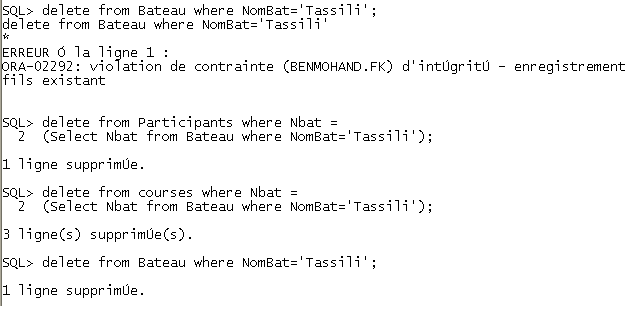 SQL> delete from Bateau where NomBat='Tassili';
delete from Bateau where NomBat='Tassili'
*
ERREUR Ó la ligne 1 :
ORA-02292: violation de contrainte (BENMOHAND.FK) d'intÚgritÚ - enregistrement
fils existant
SQL> delete from Participants where Nbat =
2 (Select Nbat from Bateau where NomBat='Tassili');
1 ligne supprimÚe.
SQL> delete from courses where Nbat =
2 (Select Nbat from Bateau where NomBat='Tassili');
3 ligne(s) supprimÚe(s).
SQL> delete from Bateau where NomBat='Tassili';
1 ligne supprimÚe.